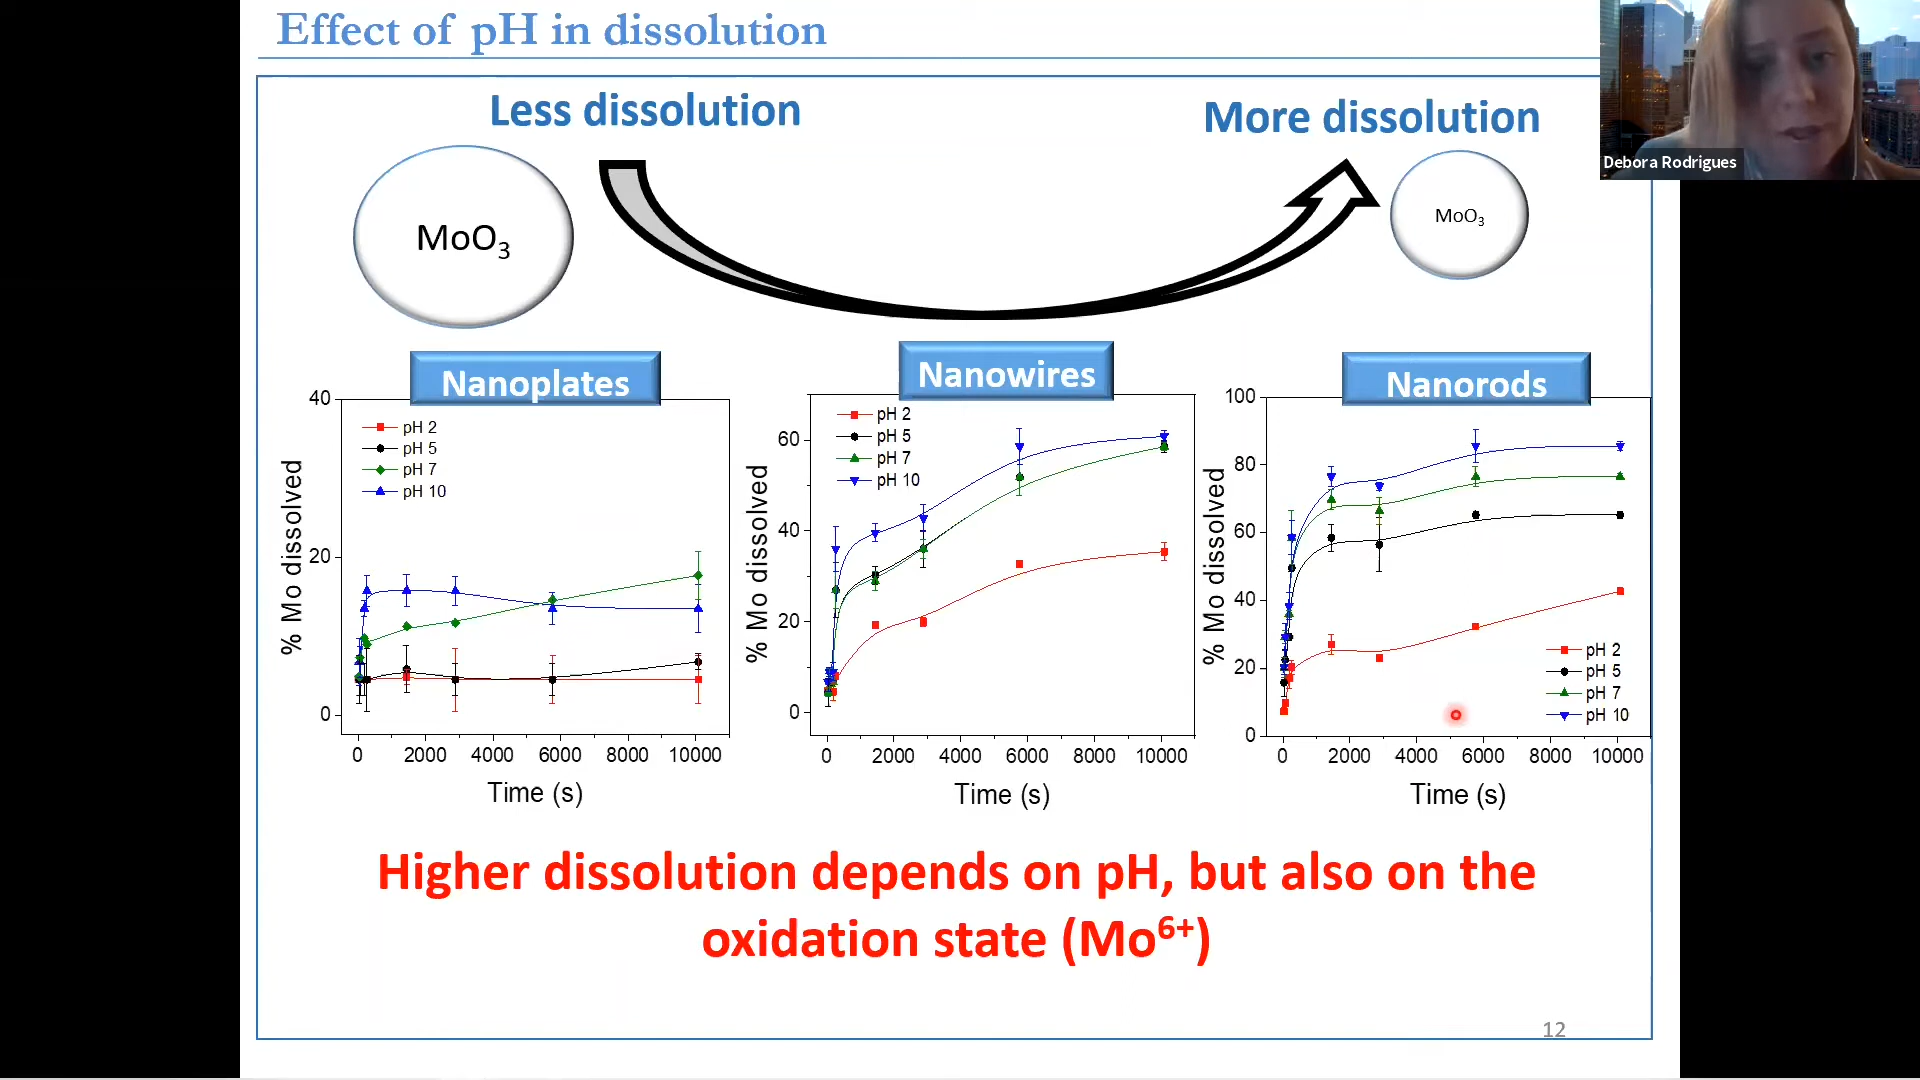 Effect of pH in dissolution
Debora Rodrigues
Less dissolution
More dissolution
MoO₃
MoO₃
Nanoplates
Nanowires
Nanorods
% Mo dissolved
40
20
0
pH 2
pH 5
pH 7
pH 10
0 2000 4000 6000 8000 10000
Time (s)
% Mo dissolved
60
40
20
0
pH 2
pH 5
pH 7
pH 10
0 2000 4000 6000 8000 10000
Time (s)
% Mo dissolved
100
80
60
40
20
0
pH 2
pH 5
pH 7
pH 10
0 2000 4000 6000 8000 10000
Time (s)
Higher dissolution depends on pH, but also on the
oxidation state (Mo⁶⁺)
12